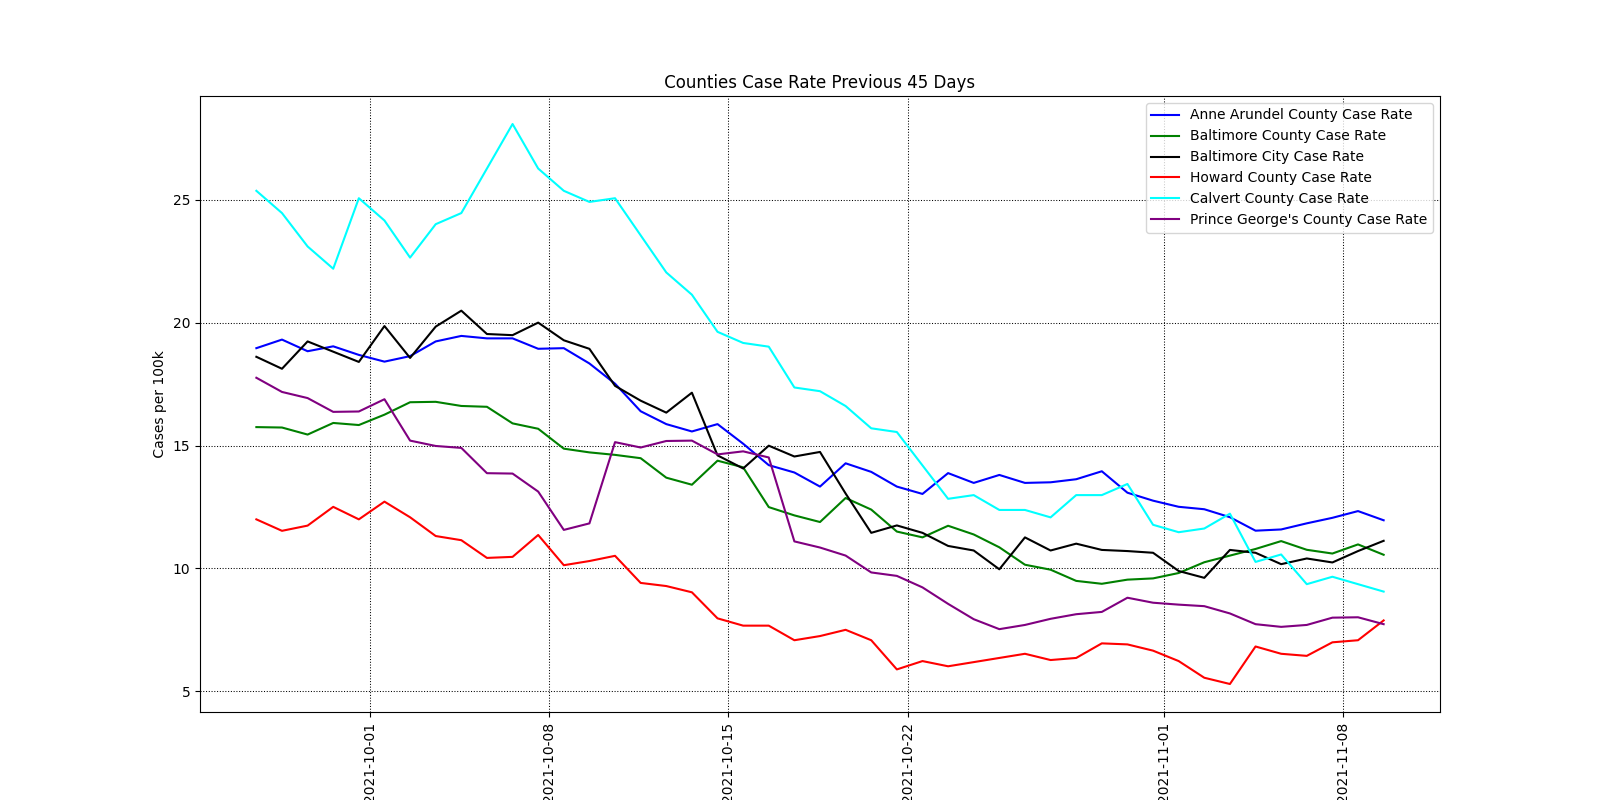 Counties Case Rate Previous 45 Days
Anne Arundel County Case Rate
Baltimore County Case Rate
Baltimore City Case Rate
Howard County Case Rate
Calvert County Case Rate
Prince George's County Case Rate
Cases per 100k
25
20
15
10
5
2021-10-01
2021-10-08
2021-10-15
2021-10-22
2021-11-01
2021-11-08